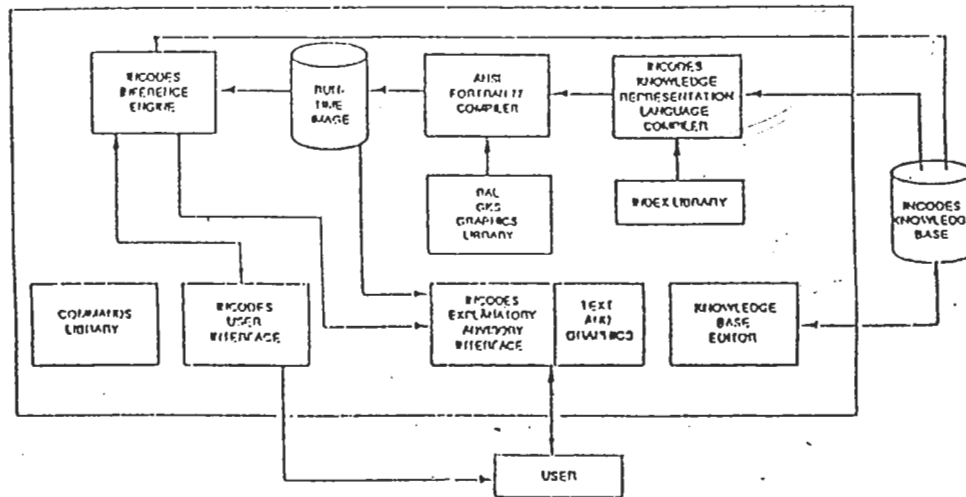 INCODES
INFERENCE
ENGINE
RUN-
TIME
IMAGE
ANSI
FORTRAN 77
COMPILER
INCODES
KNOWLEDGE
REPRESENTATION
LANGUAGE
COMPILER
RAL
GKS
GRAPHICS
LIBRARY
INDEX LIBRARY
INCODES
KNOWLEDGE
BASE
COMMANDS
LIBRARY
INCODES
USER
INTERFACE
INCODES
EXPLANATORY
ADVISORY
INTERFACE
TEXT
AND
GRAPHICS
KNOWLEDGE
BASE
EDITOR
USER